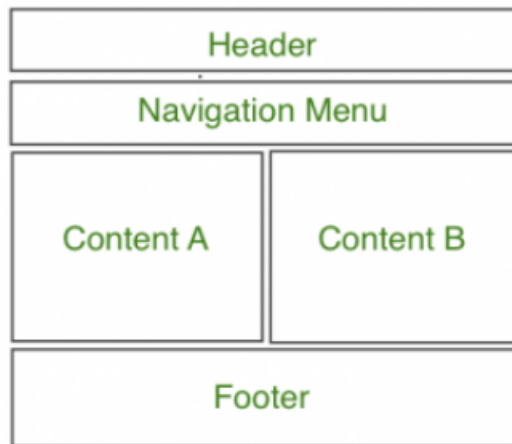 Header
Navigation Menu
Content A
Content B
Footer